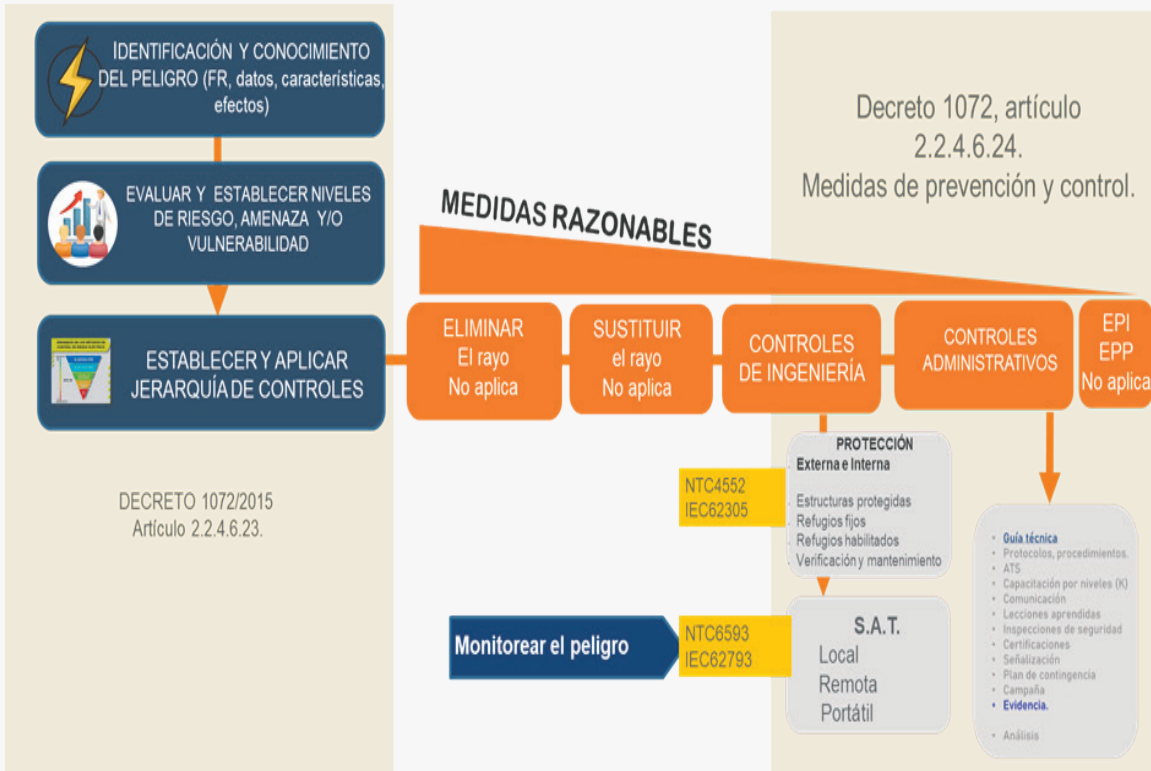 IDENTIFICACIÓN Y CONOCIMIENTO
DEL PELIGRO (FR, datos, características,
efectos)
EVALUAR Y ESTABLECER NIVELES
DE RIESGO, AMENAZA Y/O
VULNERABILIDAD
ESTABLECER Y APLICAR
JERARQUÍA DE CONTROLES
DECRETO 1072/2015
Artículo 2.2.4.6.23.
Decreto 1072, artículo
2.2.4.6.24.
Medidas de prevención y control.
MEDIDAS RAZONABLES
ELIMINAR
El rayo
No aplica
SUSTITUIR
el rayo
No aplica
CONTROLES
DE INGENIERÍA
CONTROLES
ADMINISTRATIVOS
EPI
EPP
No aplica
NTC4552
IEC62305
PROTECCIÓN
Externa e Interna
Estructuras protegidas
Refugios fijos
Refugios habilitados
Verificación y mantenimiento
Monitorear el peligro
NTC6593
IEC62793
S.A.T.
Local
Remota
Portátil
• Guía técnica
• Protocolos, procedimientos.
• ATS
• Capacitación por niveles (K)
• Comunicación
• Lecciones aprendidas
• Inspecciones de seguridad
• Certificaciones
• Señalización
• Plan de contingencia
• Campaña
• Evidencia.
• Análisis